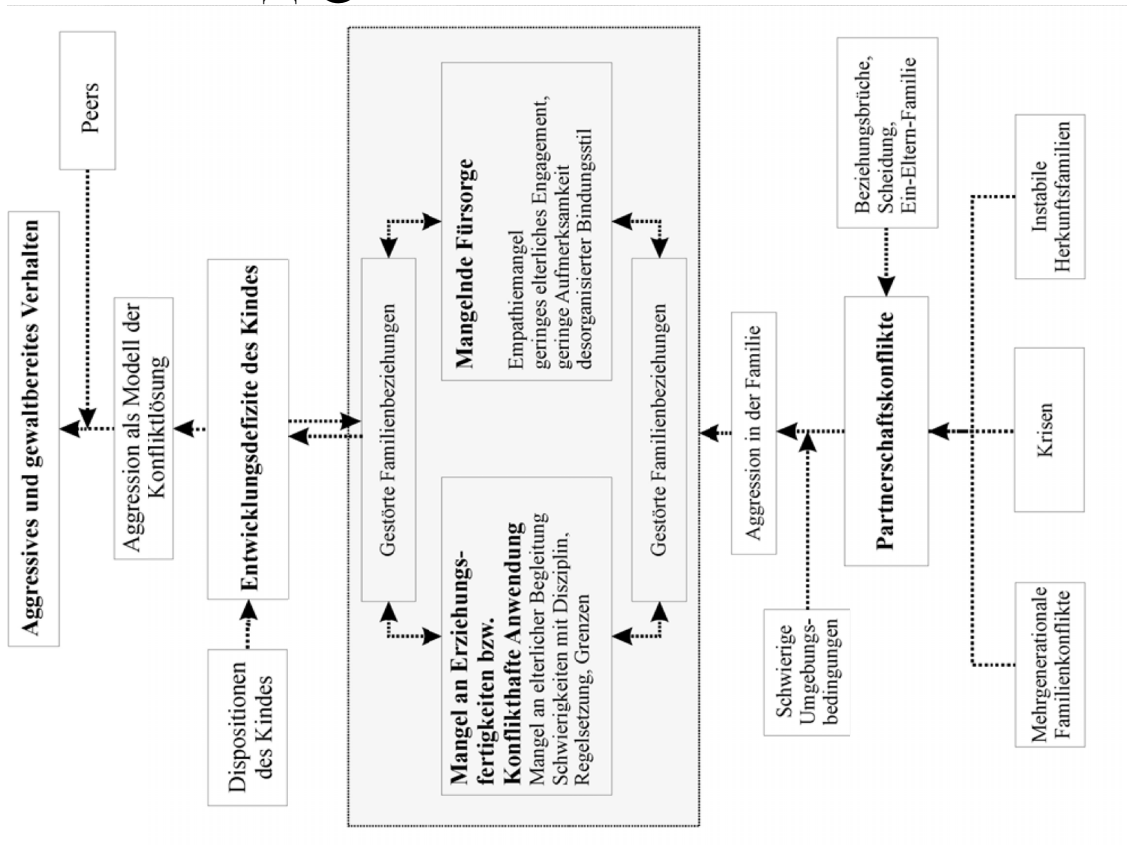 Aggressives und gewaltbereites Verhalten
Peers
Aggression als Modell der
Konfliktlösung
Dispositionen
des Kindes
Entwicklungsdefizite des Kindes
Gestörte Familienbeziehungen
Mangel an Erziehungs-
fertigkeiten bzw.
Konflikthafte Anwendung
Mangel an elterlicher Begleitung
Schwierigkeiten mit Disziplin,
Regelsetzung, Grenzen
Mangelnde Fürsorge
Empathiemangel
geringes elterliches Engagement,
geringe Aufmerksamkeit
desorganisierter Bindungsstil
Gestörte Familienbeziehungen
Aggression in der Familie
Schwierige
Umgebungs-
bedingungen
Partnerschaftskonflikte
Beziehungsbrüche,
Scheidung,
Ein-Eltern-Familie
Mehrgenerationale
Familienkonflikte
Krisen
Instabile
Herkunftsfamilien